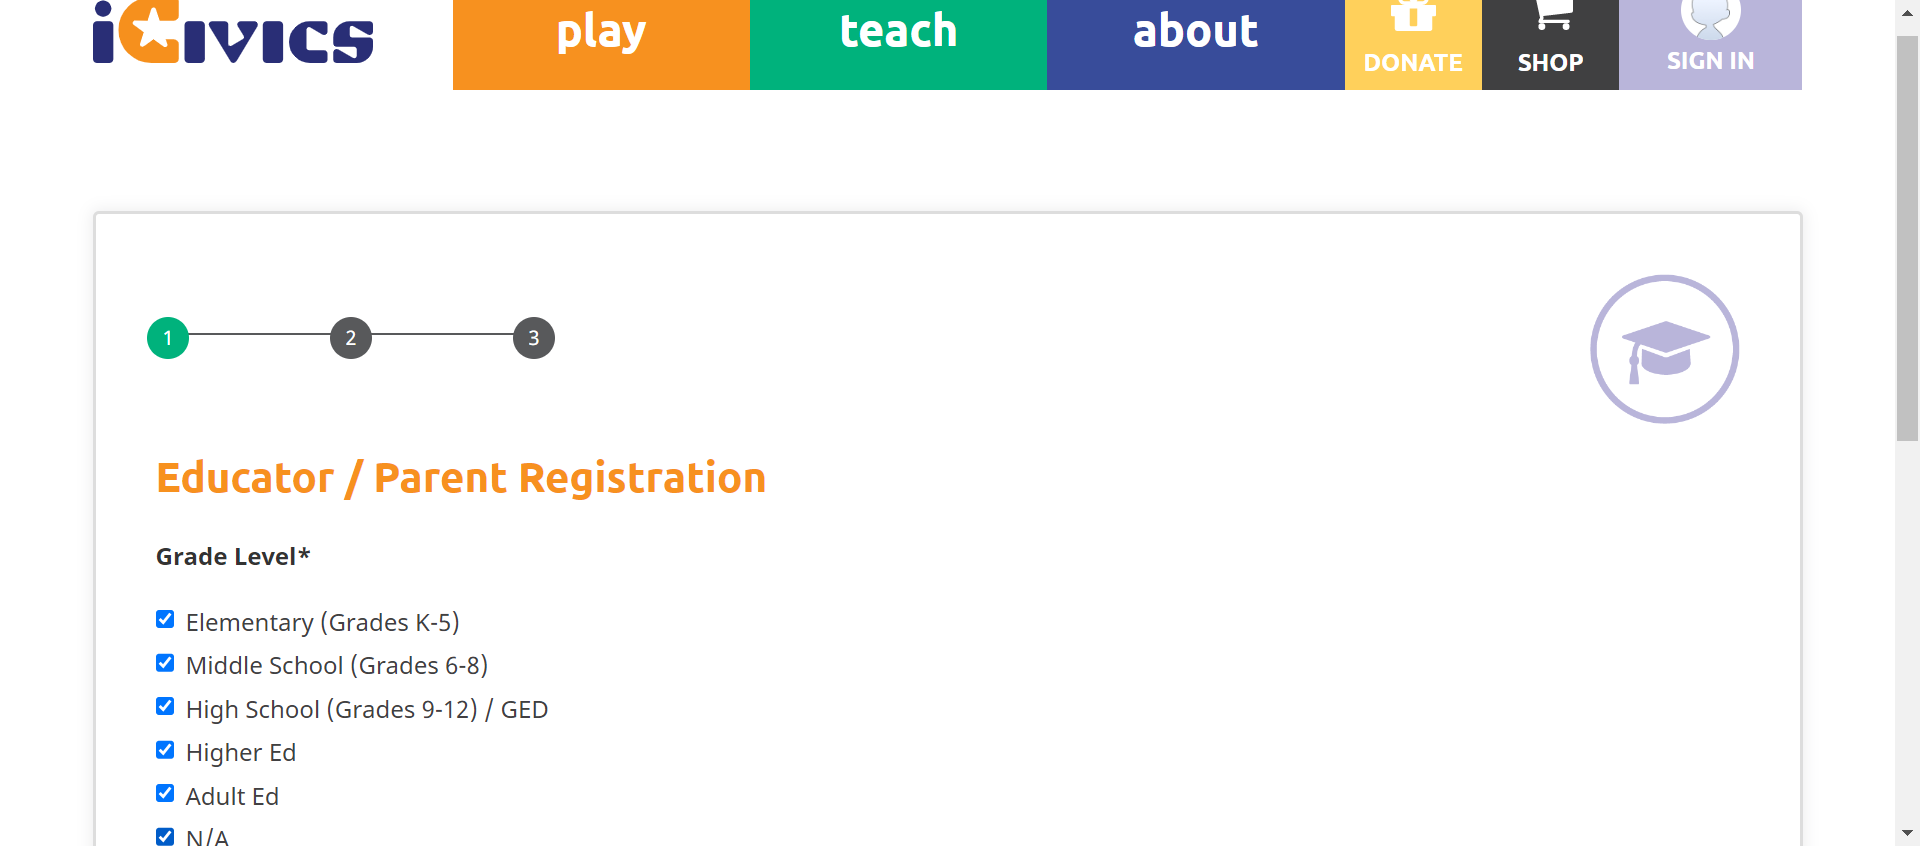 iCivics
play
teach
about
DONATE
SHOP
SIGN IN
1
2
3
Educator / Parent Registration
Grade Level*
Elementary (Grades K-5)
Middle School (Grades 6-8)
High School (Grades 9-12) / GED
Higher Ed
Adult Ed
N/A